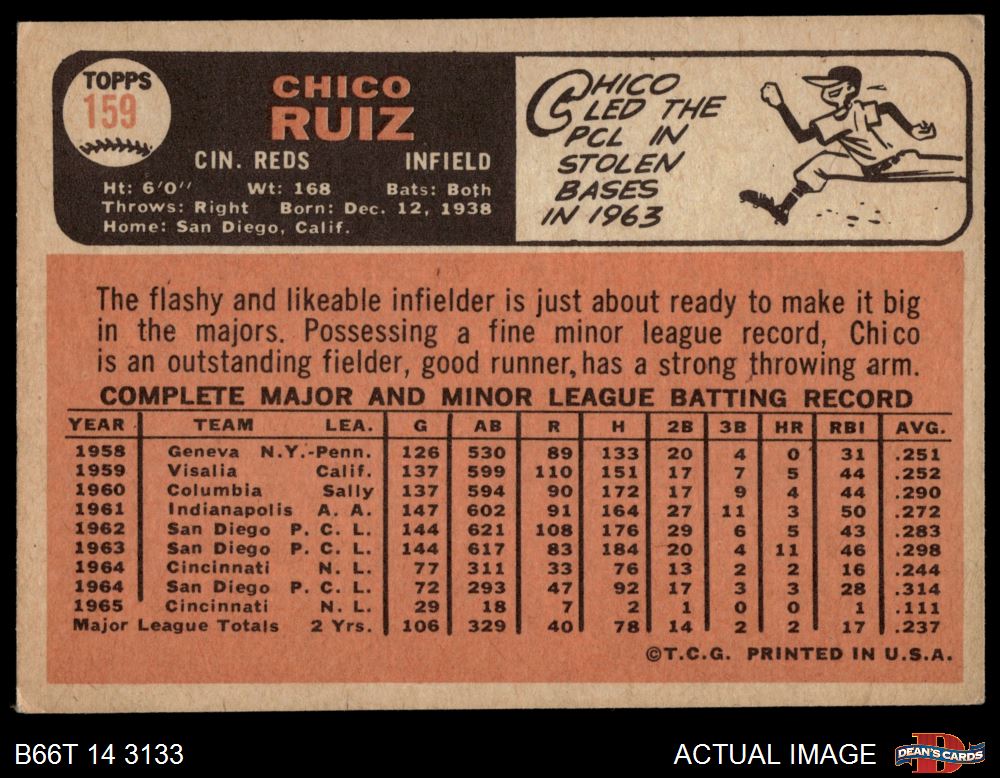 TOPPS
159
CHICO
RUIZ
CIN. REDS INFIELD
Ht: 6'0" Wt: 168 Bats: Both
Throws: Right Born: Dec. 12, 1938
Home: San Diego, Calif.
CHICO
LED THE
PCL IN
STOLEN
BASES
IN 1963
The flashy and likeable infielder is just about ready to make it big
in the majors. Possessing a fine minor league record, Chico
is an outstanding fielder, good runner, has a strong throwing arm.
COMPLETE MAJOR AND MINOR LEAGUE BATTING RECORD
YEAR TEAM LEA. G AB R H 2B 3B HR RBI AVG.
1958 Geneva N.Y.-Penn. 126 530 89 133 20 4 0 31 .251
1959 Visalia Calif. 137 599 110 151 17 7 5 44 .252
1960 Columbia Sally 137 594 90 172 17 9 4 44 .290
1961 Indianapolis A. A. 147 602 91 164 27 11 3 50 .272
1962 San Diego P. C. L. 144 621 108 176 29 6 5 43 .283
1963 San Diego P. C. L. 144 617 83 184 20 4 11 46 .298
1964 Cincinnati N. L. 77 311 33 76 13 2 2 16 .244
1964 San Diego P. C. L. 72 293 47 92 17 3 3 28 .314
1965 Cincinnati N. L. 29 18 7 2 1 0 0 1 .111
Major League Totals 2 Yrs. 106 329 40 78 14 2 2 17 .237
©T.C.G. PRINTED IN U.S.A.
B66T 14 3133
ACTUAL IMAGE
D
DEAN'S CARDS